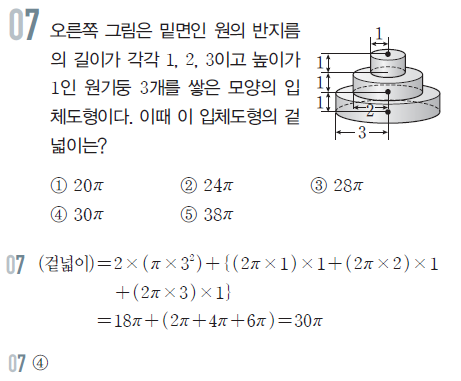 07 오른쪽 그림은 밑면인 원의 반지름
의 길이가 각각 1, 2, 3이고 높이가
1인 원기둥 3개를 쌓은 모양의 입
체도형이다. 이때 이 입체도형의 겉
넓이는?
1
1
1
1
2
3
① 20π ② 24π ③ 28π
④ 30π ⑤ 38π
07 (겉넓이)=2×(π×3²)+{(2π×1)×1+(2π×2)×1
+(2π×3)×1}
=18π+(2π+4π+6π)=30π
07 ④